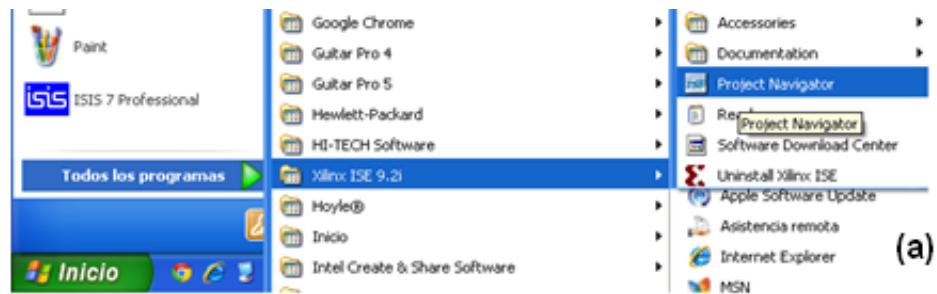 Paint
isis ISIS 7 Professional
Todos los programas
Inicio
Google Chrome
Guitar Pro 4
Guitar Pro 5
Hewlett-Packard
HI-TECH Software
Xilinx ISE 9.2i
Hoyle®
Inicio
Intel Create & Share Software
Accessories
Documentation
Project Navigator
Project Navigator
Software Download Center
Uninstall Xilinx ISE
Apple Software Update
Asistencia remota
Internet Explorer
MSN
(a)